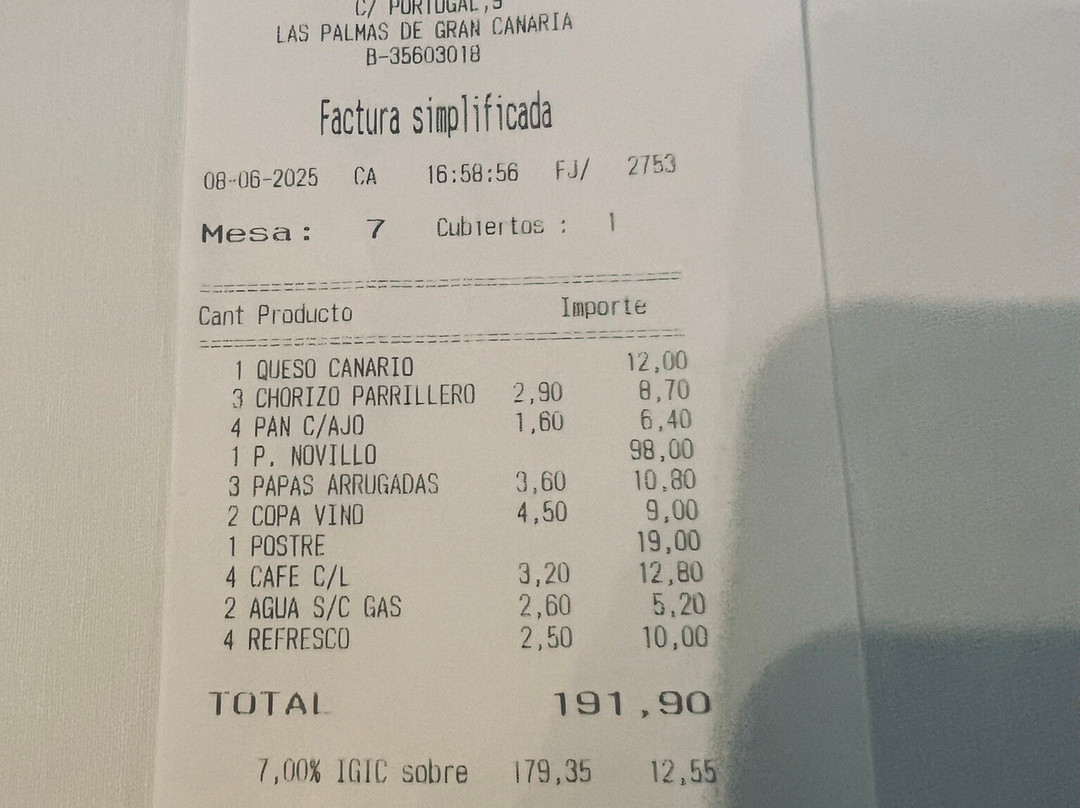 C/ PORTUGAL,9
LAS PALMAS DE GRAN CANARIA
B-35603018
Factura simplificada
08-06-2025 CA 16:58:56 FJ/ 2753
Mesa: 7 Cubiertos : 1
Cant Producto Importe
1 QUESO CANARIO 12,00
3 CHORIZO PARRILLERO 2,90 8,70
4 PAN C/AJO 1,60 6,40
1 P. NOVILLO 98,00
3 PAPAS ARRUGADAS 3,60 10,80
2 COPA VINO 4,50 9,00
1 POSTRE 19,00
4 CAFE C/L 3,20 12,80
2 AGUA S/C GAS 2,60 5,20
4 REFRESCO 2,50 10,00
TOTAL 191,90
7,00% IGIC sobre 179,35 12,55